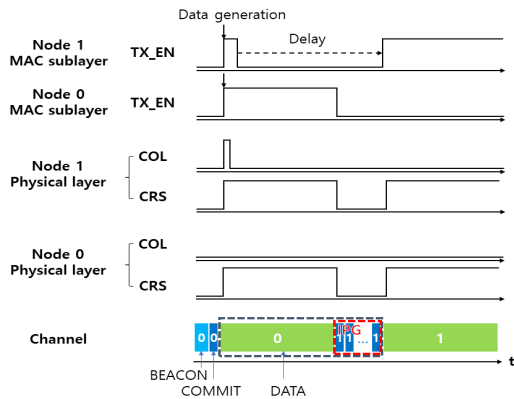 Data generation
Node 1
MAC sublayer
TX_EN
Delay
Node 0
MAC sublayer
TX_EN
Node 1
Physical layer
COL
CRS
Node 0
Physical layer
COL
CRS
Channel
0 0 0 IPG 1 1 ... 1 1
t
BEACON
COMMIT
DATA